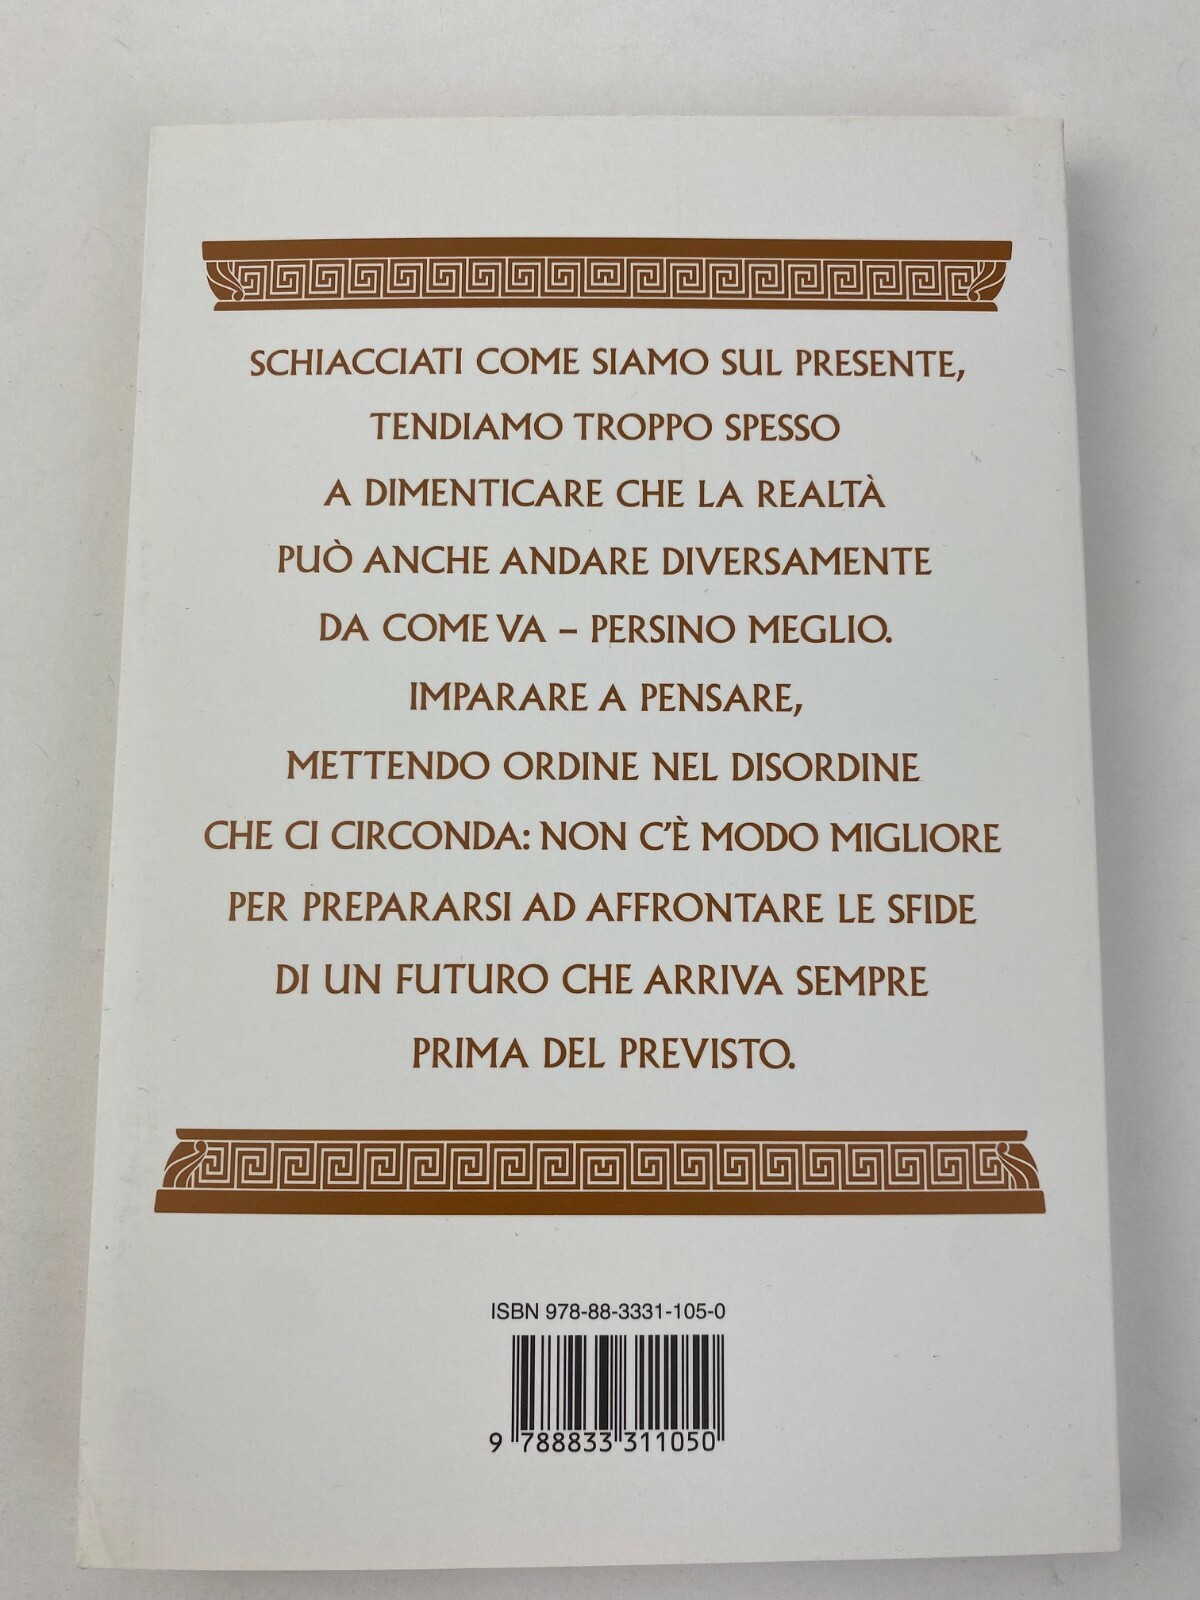 SCHIACCIATI COME SIAMO SUL PRESENTE,
TENDIAMO TROPPO SPESSO
A DIMENTICARE CHE LA REALTÀ
PUÒ ANCHE ANDARE DIVERSAMENTE
DA COME VA – PERSINO MEGLIO.
IMPARARE A PENSARE,
METTENDO ORDINE NEL DISORDINE
CHE CI CIRCONDA: NON C'È MODO MIGLIORE
PER PREPARARSI AD AFFRONTARE LE SFIDE
DI UN FUTURO CHE ARRIVA SEMPRE
PRIMA DEL PREVISTO.
ISBN 978-88-3331-105-0
9 788833 311050